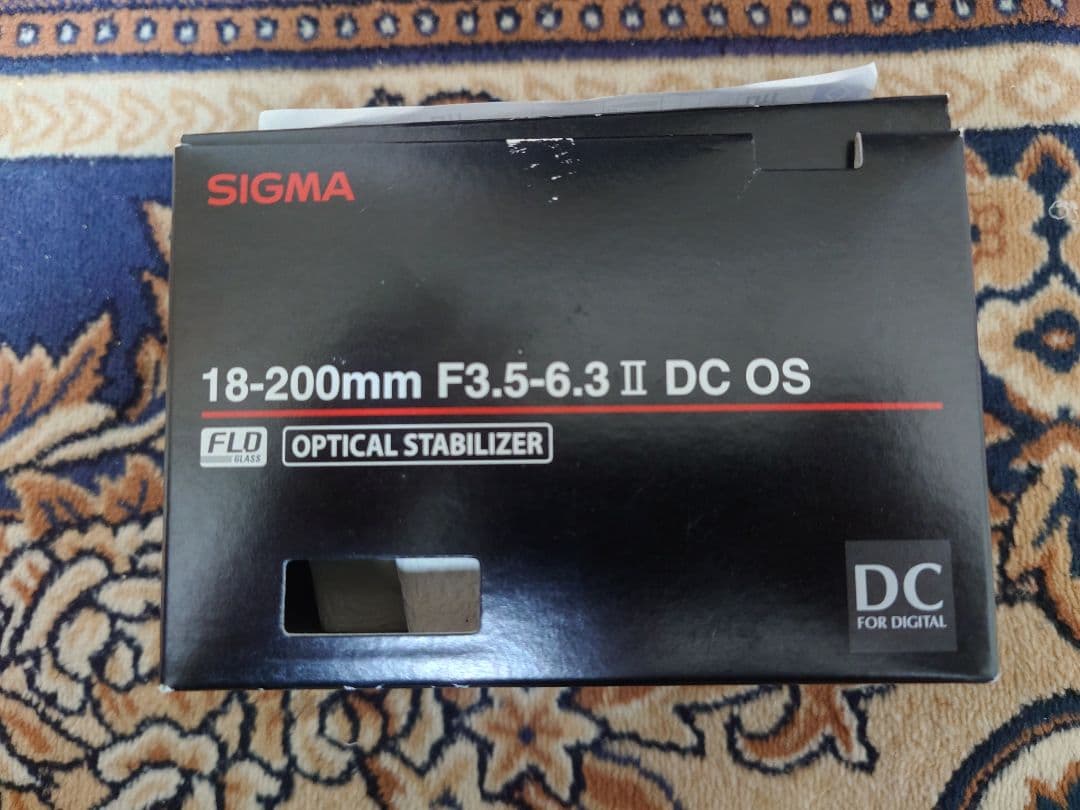 SIGMA
18-200mm F3.5-6.3 II DC OS
FLD GLASS
OPTICAL STABILIZER
DC
FOR DIGITAL